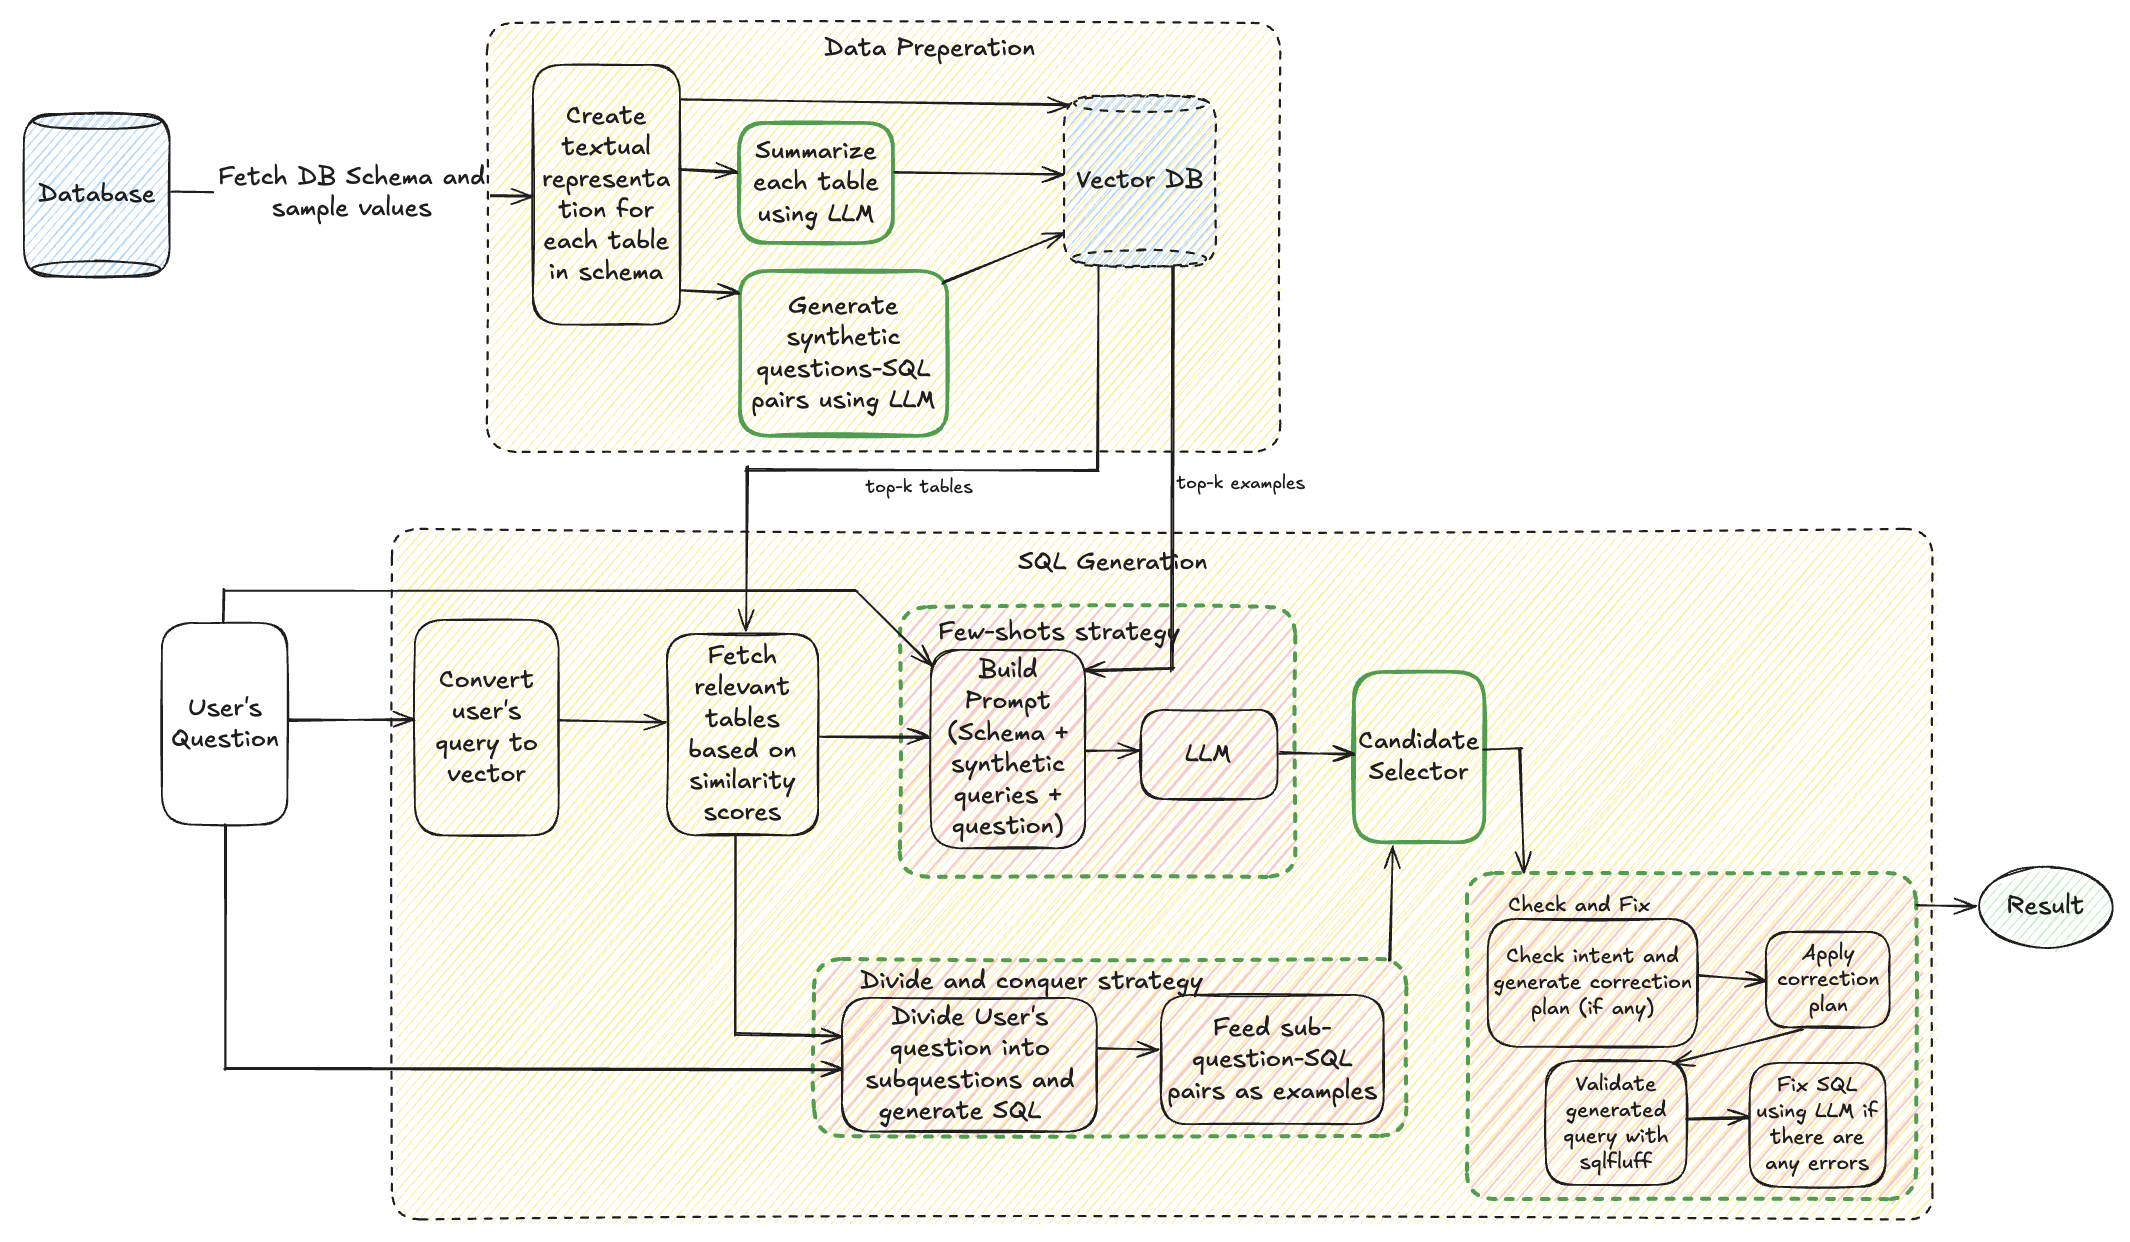 Data Preperation
Database
Fetch DB Schema and
sample values
Create
textual
representa
tion for
each table
in schema
Summarize
each table
using LLM
Generate
synthetic
questions-SQL
pairs using LLM
Vector DB
top-k tables
top-k examples
SQL Generation
User's
Question
Convert
user's
query to
vector
Fetch
relevant
tables
based on
similarity
scores
Few-shots strategy
Build
Prompt
(Schema +
synthetic
queries +
question)
LLM
Candidate
Selector
Divide and conquer strategy
Divide User's
question into
subquestions and
generate SQL
Feed sub-
question-SQL
pairs as examples
Check and Fix
Check intent and
generate correction
plan (if any)
Apply
correction
plan
Validate
generated
query with
sqlfluff
Fix SQL
using LLM if
there are
any errors
Result